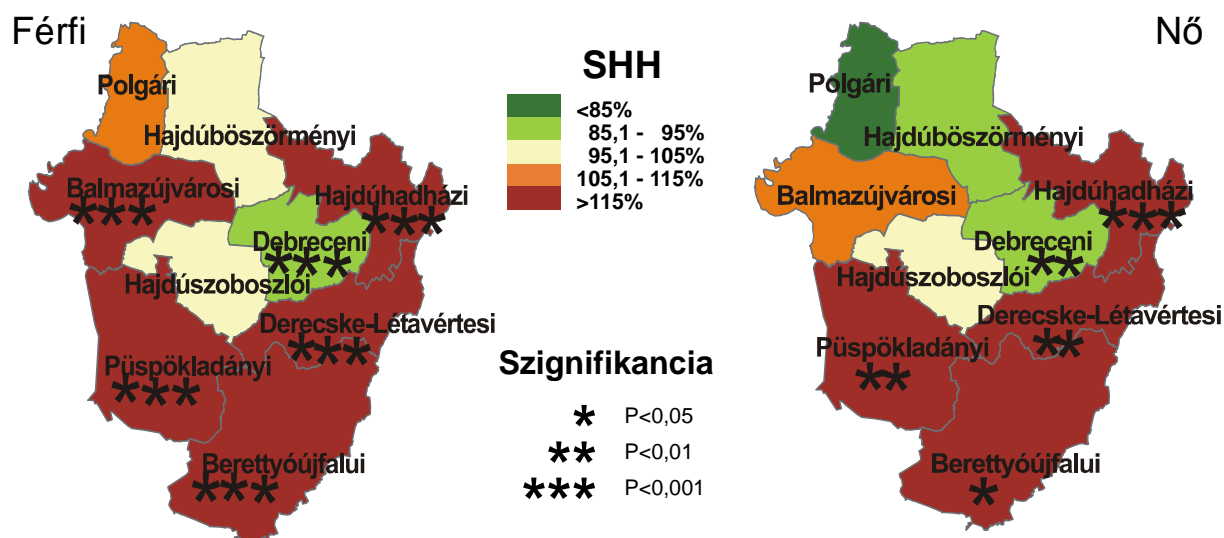 Férfi
Polgári
Hajdúböszörményi
Balmazújvárosi
***
Hajdúhadházi
***
Debreceni
***
Hajdúszoboszlói
Derecske-Létavértesi
***
Püspökladányi
***
Berettyóújfalui
***
SHH
<85%
85,1 - 95%
95,1 - 105%
105,1 - 115%
>115%
Szignifikancia
* P<0,05
** P<0,01
*** P<0,001
Nő
Polgári
Hajdúböszörményi
Balmazújvárosi
Hajdúhadházi
***
Debreceni
**
Hajdúszoboszlói
Derecske-Létavértesi
**
Püspökladányi
**
Berettyóújfalui
*